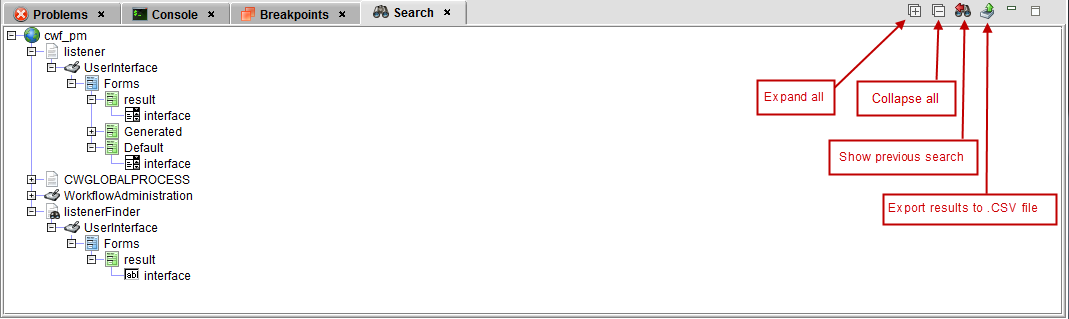 Problems
Console
Breakpoints
Search
cwf_pm
listener
UserInterface
Forms
result
interface
Generated
Default
interface
CWGLOBALPROCESS
WorkflowAdministration
listenerFinder
UserInterface
Forms
result
interface
Expand all
Collapse all
Show previous search
Export results to .CSV file